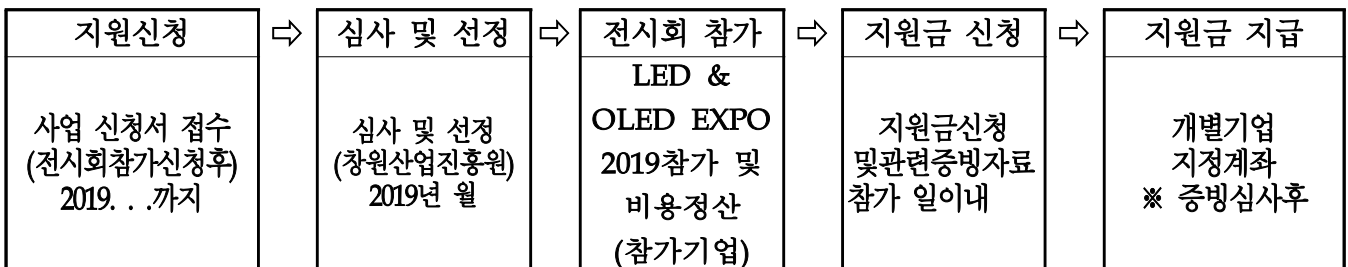 지원신청 ⇨ 심사 및 선정 ⇨ 전시회 참가 ⇨ 지원금 신청 ⇨ 지원금 지급
사업 신청서 접수
(전시회참가신청후)
2019. . .까지
심사 및 선정
(창원산업진흥원)
2019년 월
LED &
OLED EXPO
2019참가 및
비용정산
(참가기업)
지원금신청
및관련증빙자료
참가 일이내
개별기업
지정계좌
※ 증빙심사후